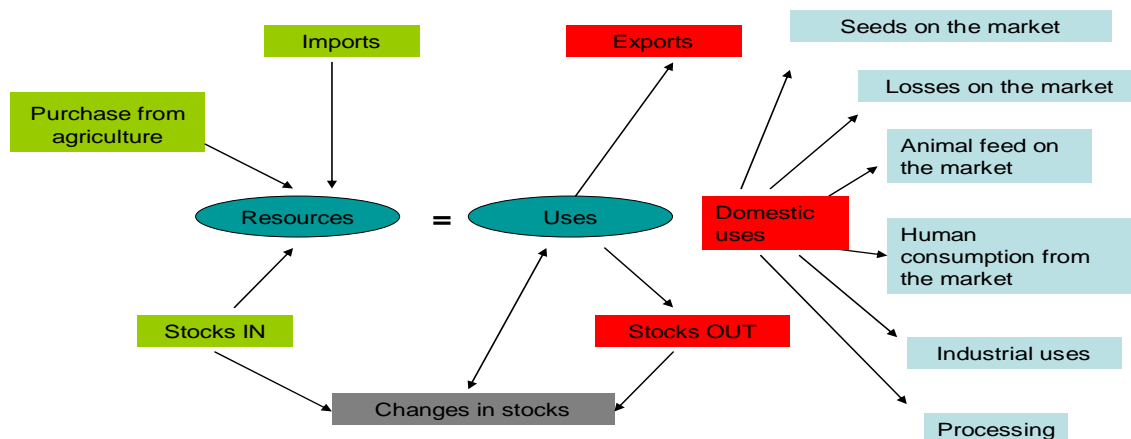 Imports
Exports
Seeds on the market
Purchase from
agriculture
Losses on the market
Animal feed on
the market
Resources
=
Uses
Domestic
uses
Human
consumption from
the market
Stocks IN
Stocks OUT
Industrial uses
Changes in stocks
Processing